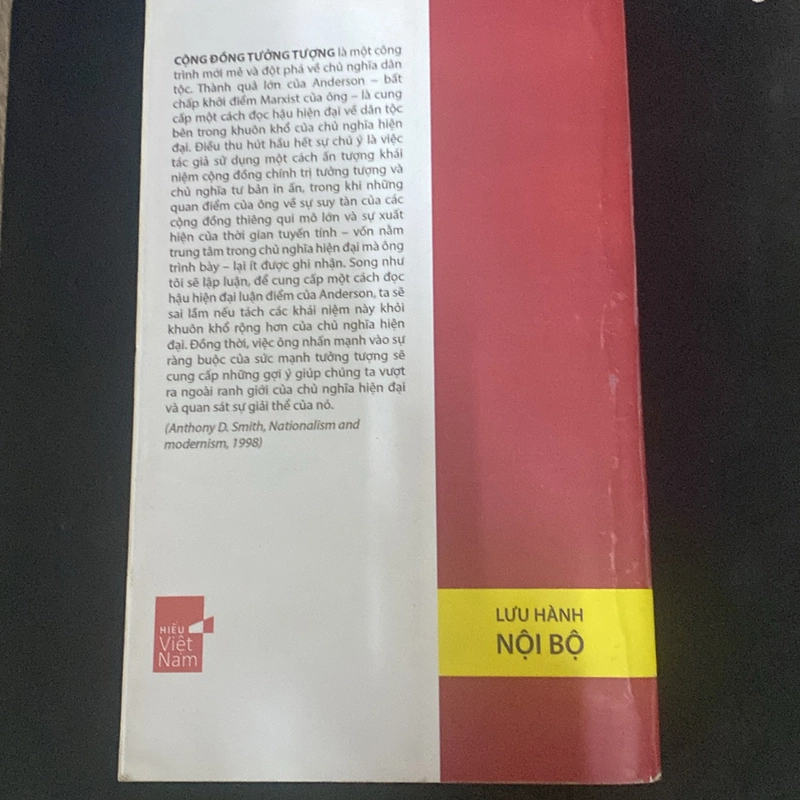 CỘNG ĐỒNG TƯỞNG TƯỢNG là một công
trình mới mẻ và đột phá về chủ nghĩa dân
tộc. Thành quả lớn của Anderson – bất
chấp khởi điểm Marxist của ông – là cung
cấp một cách đọc hậu hiện đại về dân tộc
bên trong khuôn khổ của chủ nghĩa hiện
đại. Điều thu hút hầu hết sự chú ý là việc
tác giả sử dụng một cách ấn tượng khái
niệm cộng đồng chính trị tưởng tượng và
chủ nghĩa tư bản in ấn, trong khi những
quan điểm của ông về sự suy tàn của các
cộng đồng thiêng qui mô lớn và sự xuất
hiện của thời gian tuyến tính – vốn nằm
trung tâm trong chủ nghĩa hiện đại mà ông
trình bày – lại ít được ghi nhận. Song như
tôi sẽ lập luận, để cung cấp một cách đọc
hậu hiện đại luận điểm của Anderson, ta sẽ
sai lầm nếu tách các khái niệm này khỏi
khuôn khổ rộng hơn của chủ nghĩa hiện
đại. Đồng thời, việc ông nhấn mạnh vào sự
ràng buộc của sức mạnh tưởng tượng sẽ
cung cấp những gợi ý giúp chúng ta vượt
ra ngoài ranh giới của chủ nghĩa hiện đại
và quan sát sự giải thể của nó.
(Anthony D. Smith, Nationalism and
modernism, 1998)
HIỂU
Việt
Nam
LƯU HÀNH
NỘI BỘ